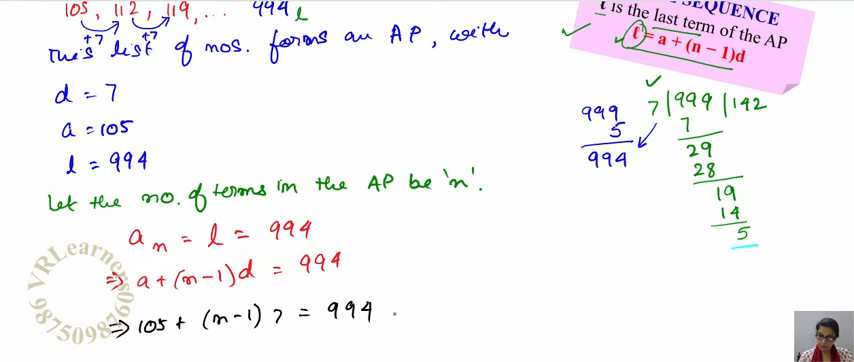 105, 112, 119, ... 994 l
+7 +7
This list of nos. forms an AP, with
d = 7
a = 105
l = 994
Let the no. of terms in the AP be 'n'.
a_n = l = 994
⇒ a + (n-1) d = 994
⇒ 105 + (n-1) 7 = 994
SEQUENCE
l is the last term of the AP
l = a + (n − 1)d
999
5
994
7 | 999 | 142
7
29
28
19
14
5
VRLearners
9875098760